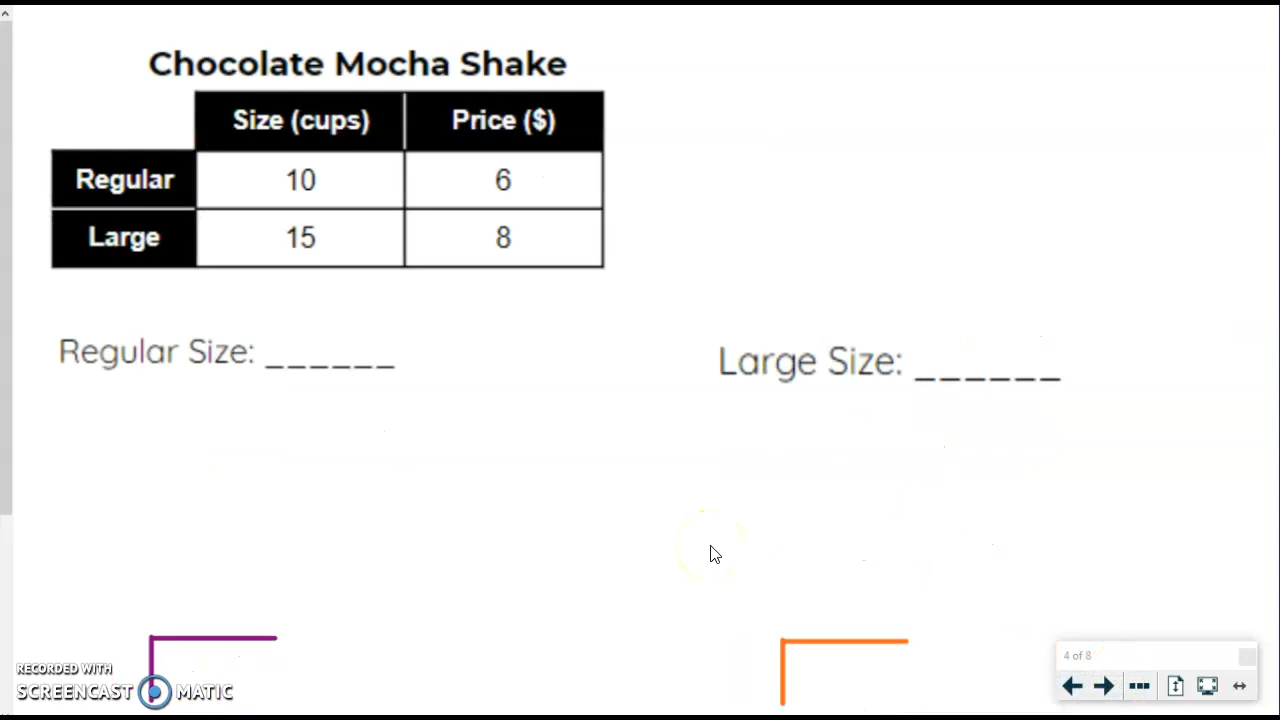 Chocolate Mocha Shake
Size (cups) Price ($)
Regular 10 6
Large 15 8
Regular Size: ______
Large Size: ______
4 of 8
RECORDED WITH
SCREENCAST MATIC